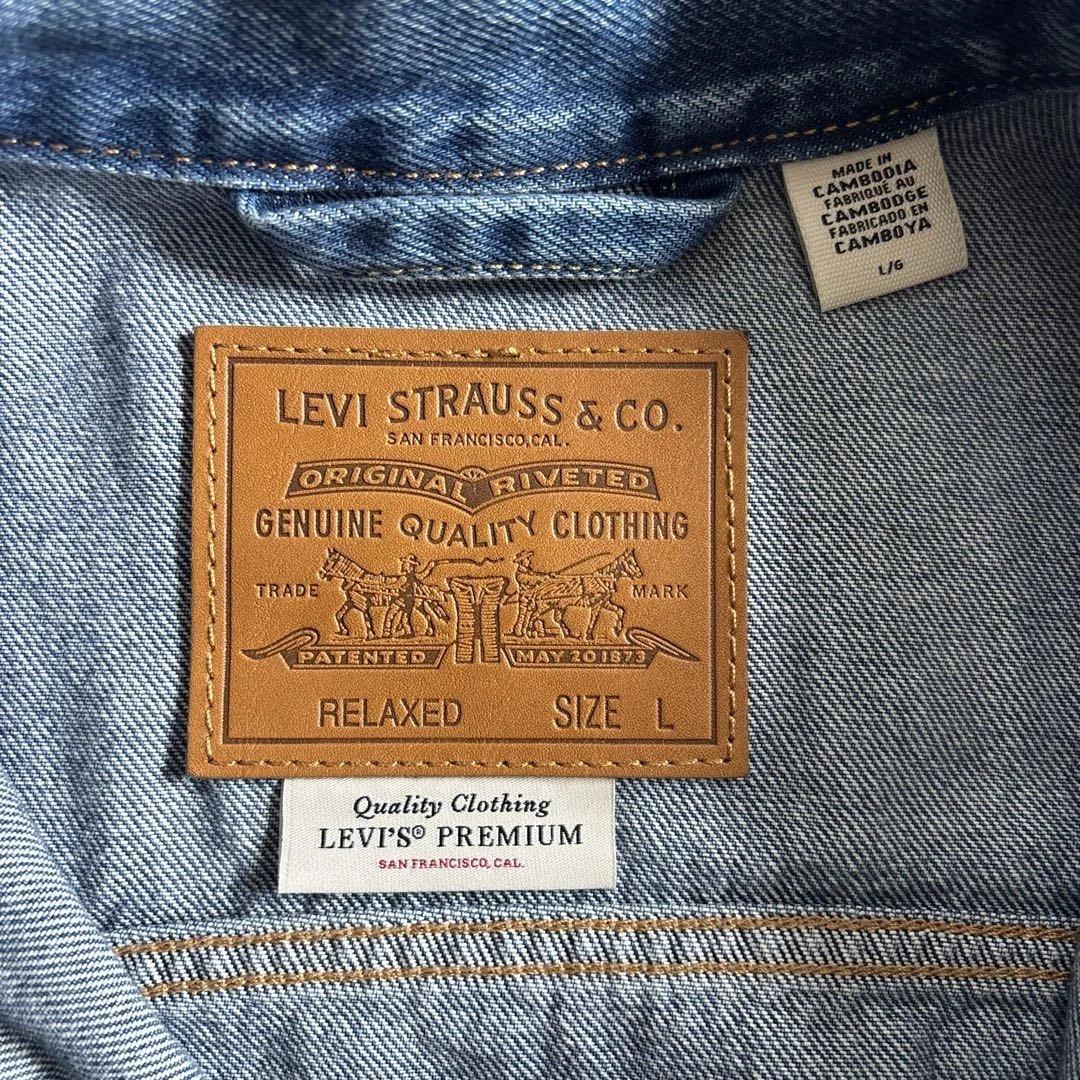 MADE IN
CAMBODIA
FABRIQUÉ AU
CAMBODGE
FABRICADO EN
CAMBOYA
L/G
LEVI STRAUSS & CO.
SAN FRANCISCO, CAL.
ORIGINAL RIVETED
GENUINE QUALITY CLOTHING
TRADE MARK
PATENTED MAY 20 1873
RELAXED SIZE L
Quality Clothing
LEVI'S® PREMIUM
SAN FRANCISCO, CAL.